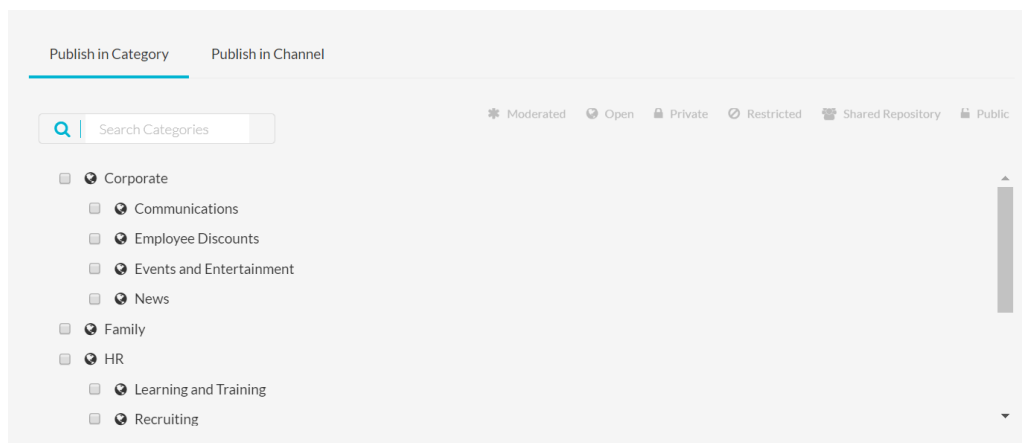 Publish in Category Publish in Channel
Search Categories
Moderated Open Private Restricted Shared Repository Public
Corporate
Communications
Employee Discounts
Events and Entertainment
News
Family
HR
Learning and Training
Recruiting